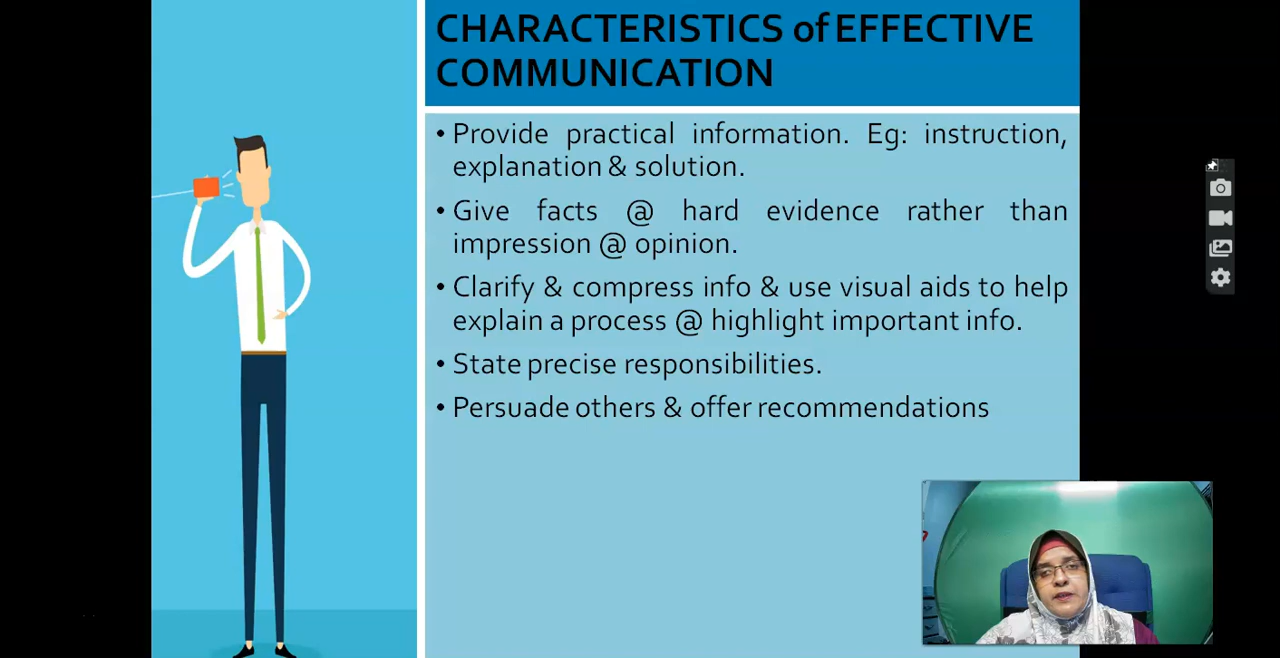 CHARACTERISTICS of EFFECTIVE
COMMUNICATION
• Provide practical information. Eg: instruction,
explanation & solution.
• Give facts @ hard evidence rather than
impression @ opinion.
• Clarify & compress info & use visual aids to help
explain a process @ highlight important info.
• State precise responsibilities.
• Persuade others & offer recommendations